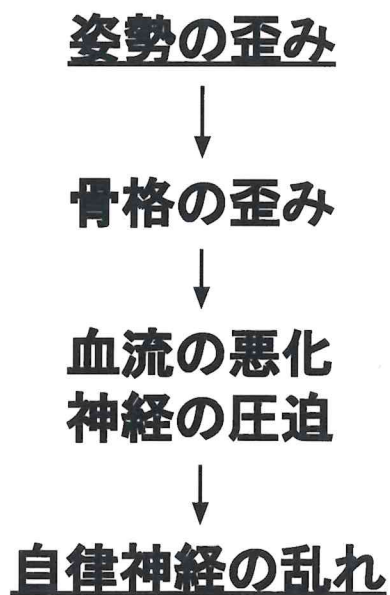 姿勢の歪み
骨格の歪み
血流の悪化
神経の圧迫
自律神経の乱れ